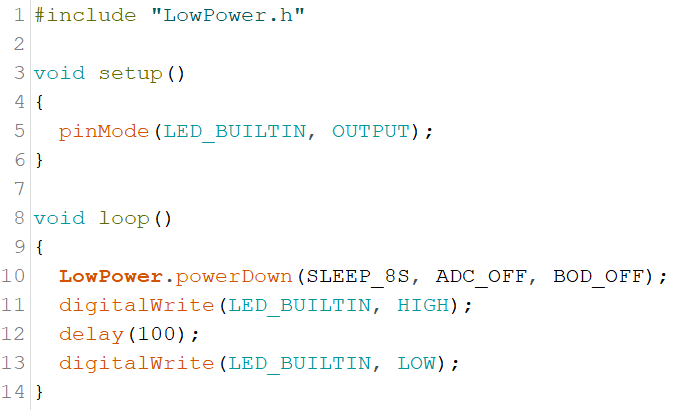 1 #include "LowPower.h"
2
3 void setup()
4 {
5   pinMode(LED_BUILTIN, OUTPUT);
6 }
7
8 void loop()
9 {
10   LowPower.powerDown(SLEEP_8S, ADC_OFF, BOD_OFF);
11   digitalWrite(LED_BUILTIN, HIGH);
12   delay(100);
13   digitalWrite(LED_BUILTIN, LOW);
14 }